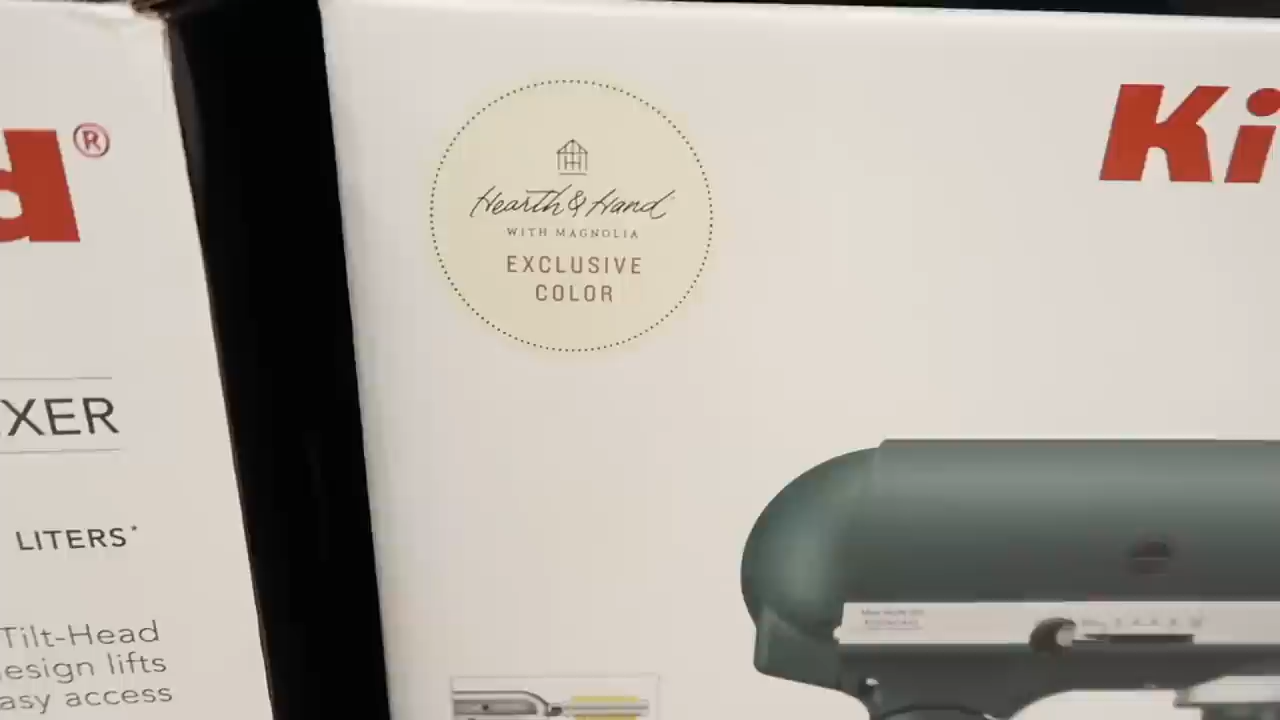 d®
XER
LITERS*
Tilt-Head
esign lifts
asy access
Hearth & Hand
WITH MAGNOLIA
EXCLUSIVE
COLOR
Ki